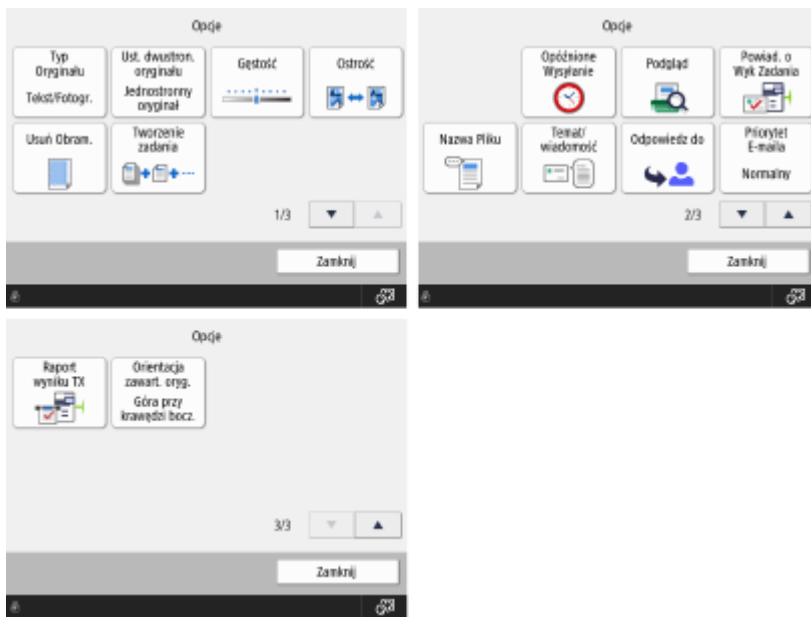 Opcje
Typ
Oryginału
Tekst/Fotogr.
Ust. dwustron.
oryginału
Jednostronny
oryginał
Gęstość
Ostrość
Usuń Obram.
Tworzenie
zadania
1/3
Zamknij
Opcje
Opóźnione
Wysyłanie
Podgląd
Powiad. o
Wyk Zadania
Nazwa Pliku
Temat/
wiadomość
Odpowiedz do
Priorytet
E-maila
Normalny
2/3
Zamknij
Opcje
Raport
wyniku TX
Orientacja
zawart. oryg.
Góra przy
krawędzi bocz.
3/3
Zamknij